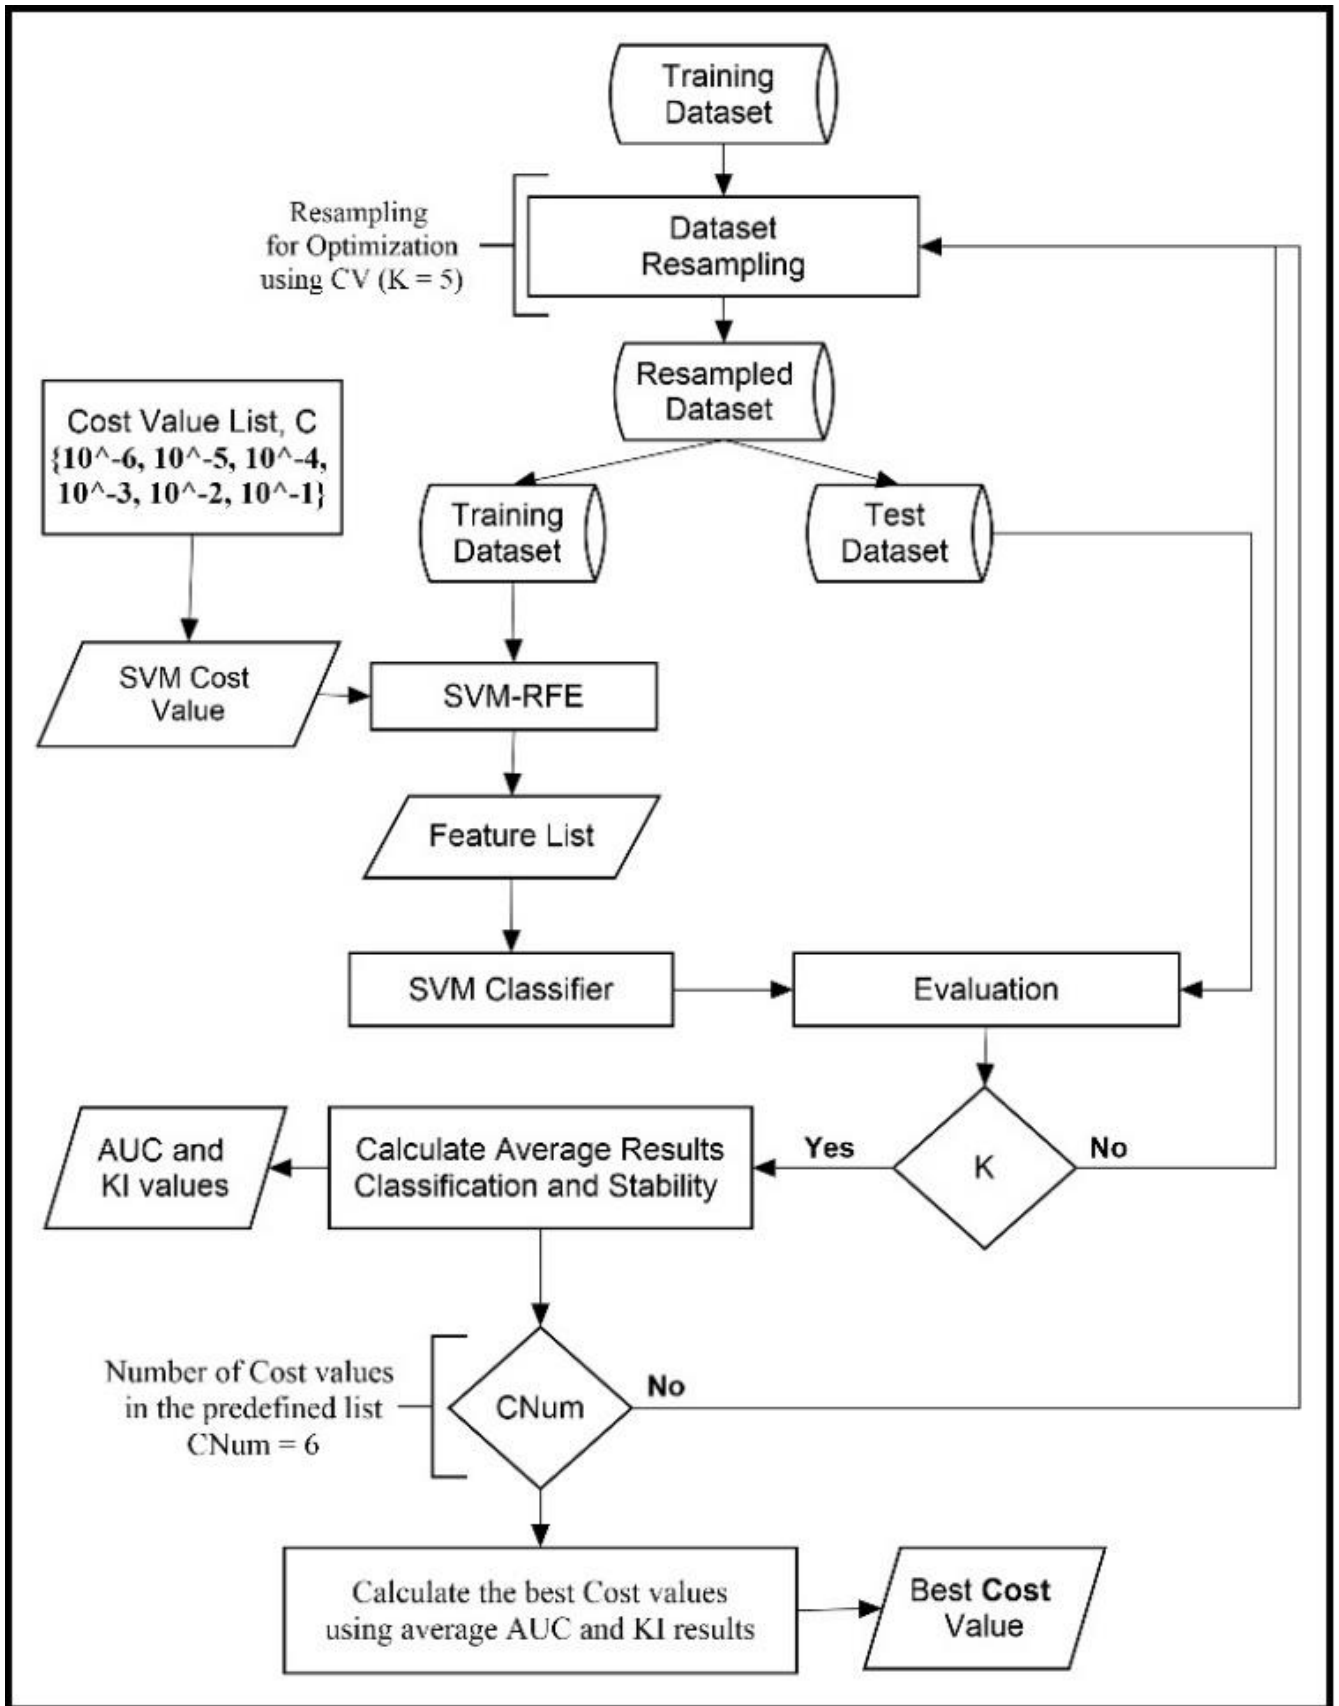 Training
Dataset
Resampling
for Optimization
using CV (K = 5)
Dataset
Resampling
Resampled
Dataset
Cost Value List, C
{10^-6, 10^-5, 10^-4,
10^-3, 10^-2, 10^-1}
Training
Dataset
Test
Dataset
SVM Cost
Value
SVM-RFE
Feature List
SVM Classifier
Evaluation
AUC and
KI values
Calculate Average Results
Classification and Stability
Yes
K
No
Number of Cost values
in the predefined list
CNum = 6
CNum
No
Calculate the best Cost values
using average AUC and KI results
Best Cost
Value